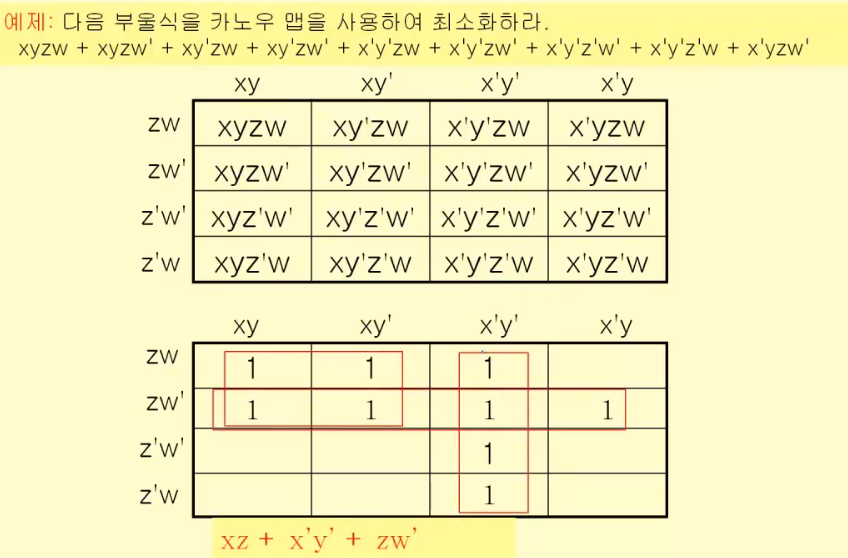 예제: 다음 부울식을 카노우 맵을 사용하여 최소화하라.
xyzw + xyzw' + xy'zw + xy'zw' + x'y'zw + x'y'zw' + x'y'z'w' + x'y'z'w + x'yzw'
xy xy' x'y' x'y
zw xyzw xy'zw x'y'zw x'yzw
zw' xyzw' xy'zw' x'y'zw' x'yzw'
z'w' xyz'w' xy'z'w' x'y'z'w' x'yz'w'
z'w xyz'w xy'z'w x'y'z'w x'yz'w
xy xy' x'y' x'y
zw 1 1 1
zw' 1 1 1 1
z'w' 1
z'w 1
xz + x'y' + zw'